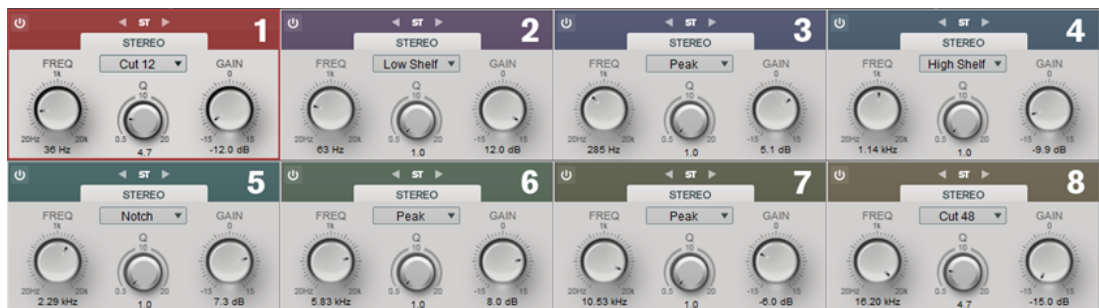 ST 1
STEREO
FREQ Cut 12 GAIN
1k Q 0
10
20Hz 20k 0.5 20 -15 15
36 Hz 4.7 -12.0 dB
ST 2
STEREO
FREQ Low Shelf GAIN
1k Q 0
10
20Hz 20k 0.5 20 -15 15
63 Hz 1.0 12.0 dB
ST 3
STEREO
FREQ Peak GAIN
1k Q 0
10
20Hz 20k 0.5 20 -15 15
285 Hz 1.0 5.1 dB
ST 4
STEREO
FREQ High Shelf GAIN
1k Q 0
10
20Hz 20k 0.5 20 -15 15
1.14 kHz 1.0 -9.9 dB
ST 5
STEREO
FREQ Notch GAIN
1k Q 0
10
20Hz 20k 0.5 20 -15 15
2.29 kHz 1.0 7.3 dB
ST 6
STEREO
FREQ Peak GAIN
1k Q 0
10
20Hz 20k 0.5 20 -15 15
5.83 kHz 1.0 8.0 dB
ST 7
STEREO
FREQ Peak GAIN
1k Q 0
10
20Hz 20k 0.5 20 -15 15
10.53 kHz 1.0 -6.0 dB
ST 8
STEREO
FREQ Cut 48 GAIN
1k Q 0
10
20Hz 20k 0.5 20 -15 15
16.20 kHz 4.7 -15.0 dB